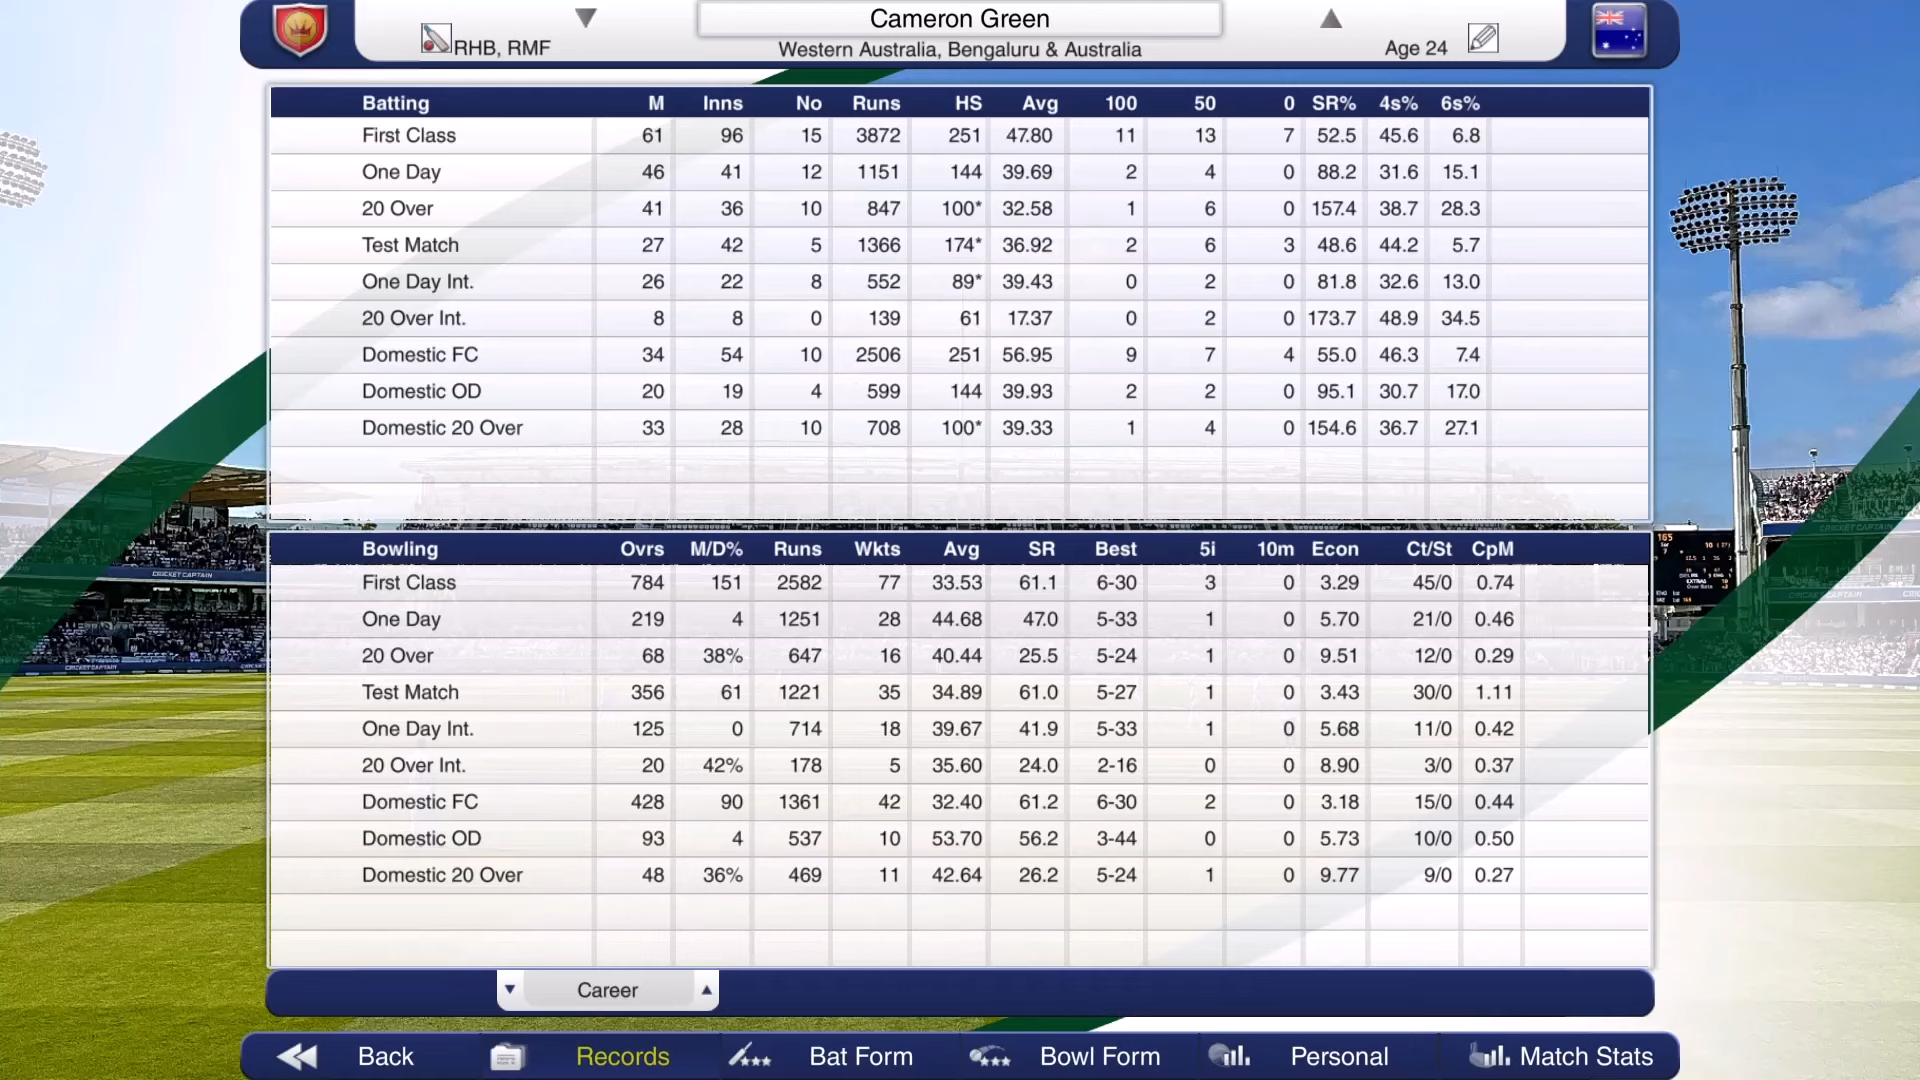 Cameron Green
RHB, RMF
Western Australia, Bengaluru & Australia
Age 24
Batting M Inns No Runs HS Avg 100 50 0 SR% 4s% 6s%
First Class 61 96 15 3872 251 47.80 11 13 7 52.5 45.6 6.8
One Day 46 41 12 1151 144 39.69 2 4 0 88.2 31.6 15.1
20 Over 41 36 10 847 100* 32.58 1 6 0 157.4 38.7 28.3
Test Match 27 42 5 1366 174* 36.92 2 6 3 48.6 44.2 5.7
One Day Int. 26 22 8 552 89* 39.43 0 2 0 81.8 32.6 13.0
20 Over Int. 8 8 0 139 61 17.37 0 2 0 173.7 48.9 34.5
Domestic FC 34 54 10 2506 251 56.95 9 7 4 55.0 46.3 7.4
Domestic OD 20 19 4 599 144 39.93 2 2 0 95.1 30.7 17.0
Domestic 20 Over 33 28 10 708 100* 39.33 1 4 0 154.6 36.7 27.1
Bowling Ovrs M/D% Runs Wkts Avg SR Best 5i 10m Econ Ct/St CpM
First Class 784 151 2582 77 33.53 61.1 6-30 3 0 3.29 45/0 0.74
One Day 219 4 1251 28 44.68 47.0 5-33 1 0 5.70 21/0 0.46
20 Over 68 38% 647 16 40.44 25.5 5-24 1 0 9.51 12/0 0.29
Test Match 356 61 1221 35 34.89 61.0 5-27 1 0 3.43 30/0 1.11
One Day Int. 125 0 714 18 39.67 41.9 5-33 1 0 5.68 11/0 0.42
20 Over Int. 20 42% 178 5 35.60 24.0 2-16 0 0 8.90 3/0 0.37
Domestic FC 428 90 1361 42 32.40 61.2 6-30 2 0 3.18 15/0 0.44
Domestic OD 93 4 537 10 53.70 56.2 3-44 0 0 5.73 10/0 0.50
Domestic 20 Over 48 36% 469 11 42.64 26.2 5-24 1 0 9.77 9/0 0.27
CRICKET CAPTAIN
CRICKET CAPTAIN
CRICKET CAPTAIN
CRICKET CAPTAIN
165
Career
Back Records Bat Form Bowl Form Personal Match Stats